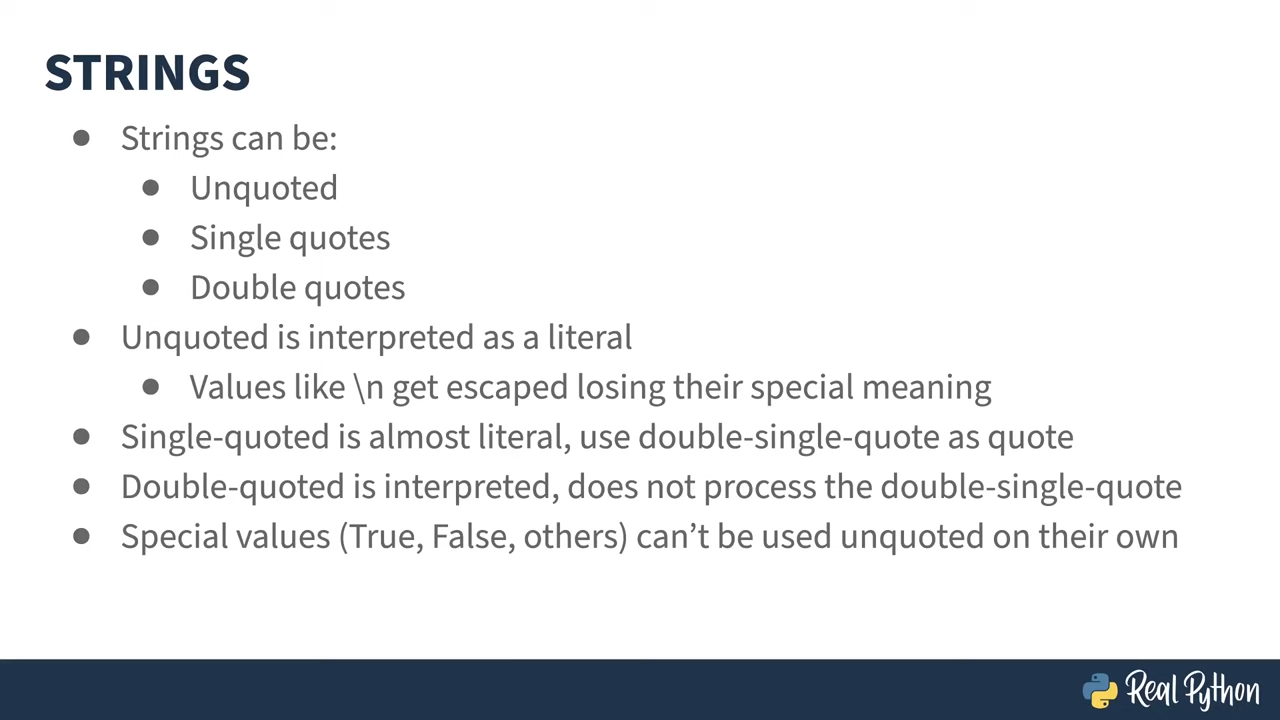 STRINGS
● Strings can be:
● Unquoted
● Single quotes
● Double quotes
● Unquoted is interpreted as a literal
● Values like \n get escaped losing their special meaning
● Single-quoted is almost literal, use double-single-quote as quote
● Double-quoted is interpreted, does not process the double-single-quote
● Special values (True, False, others) can’t be used unquoted on their own
Real Python